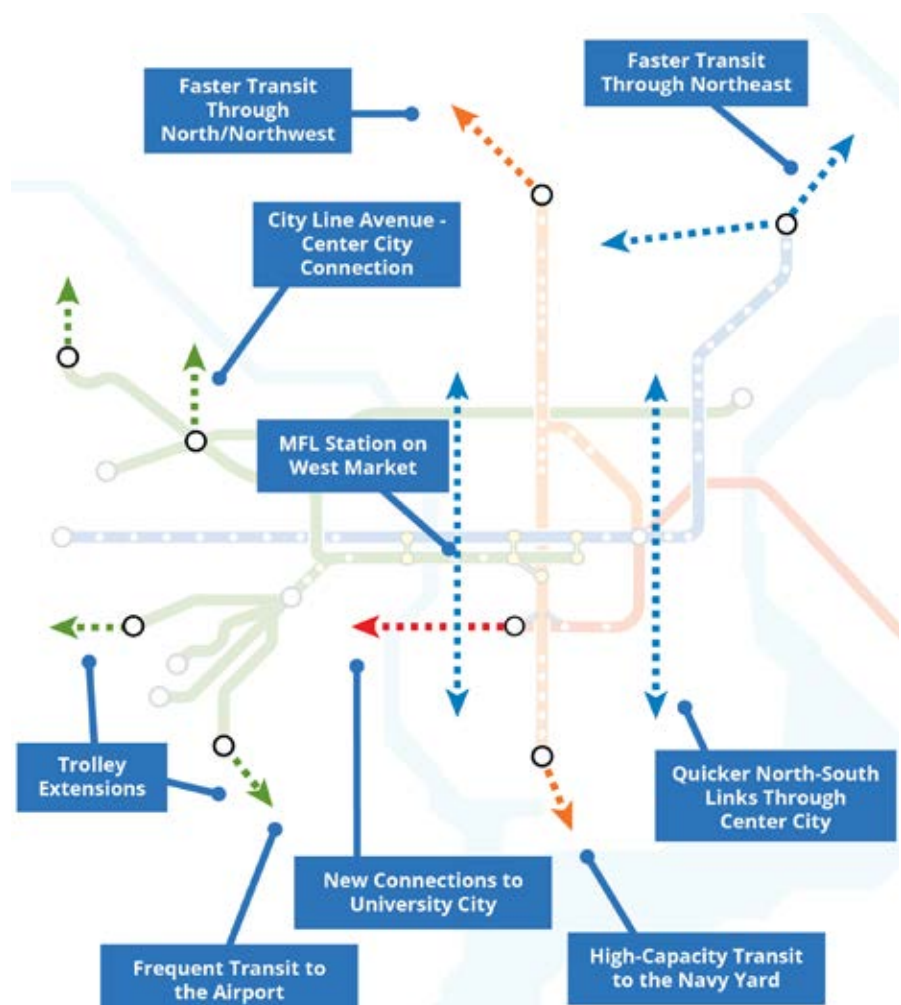 Faster Transit
Through
North/Northwest
Faster Transit
Through Northeast
City Line Avenue -
Center City
Connection
MFL Station on
West Market
Trolley
Extensions
Quicker North-South
Links Through
Center City
New Connections to
University City
Frequent Transit to
the Airport
High-Capacity Transit
to the Navy Yard